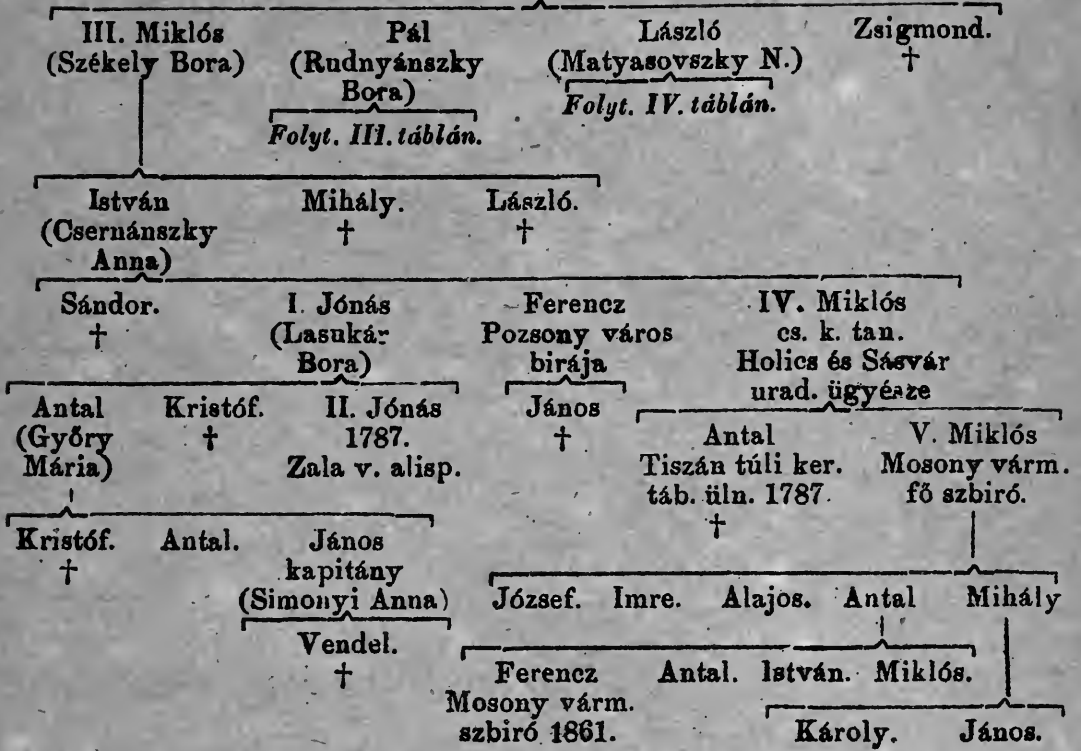 III. Miklós Pál László Zsigmond.
(Székely Bora) (Rudnyánszky (Matyasovszky N.) †
Bora) Folyt. IV. táblán.
Folyt. III. táblán.
István Mihály. László.
(Csernánszky † †
Anna)
Sándor. I. Jónás Ferencz IV. Miklós
† (Lasukár Pozsony város cs. k. tan.
Bora) birája Holics és Sásvár
urad. ügyésze
Antal Kristóf. II. Jónás János
(Győry † 1787. †
Mária) Zala v. alisp.
Antal V. Miklós
Tiszán túli ker. Mosony várm.
táb. üln. 1787. fő szbiró.
†
Kristóf. Antal. János
† kapitány
(Simonyi Anna)
Vendel.
†
József. Imre. Alajos. Antal Mihály
Ferencz Antal. István. Miklós.
Mosony várm.
szbiró 1861.
Károly. János.